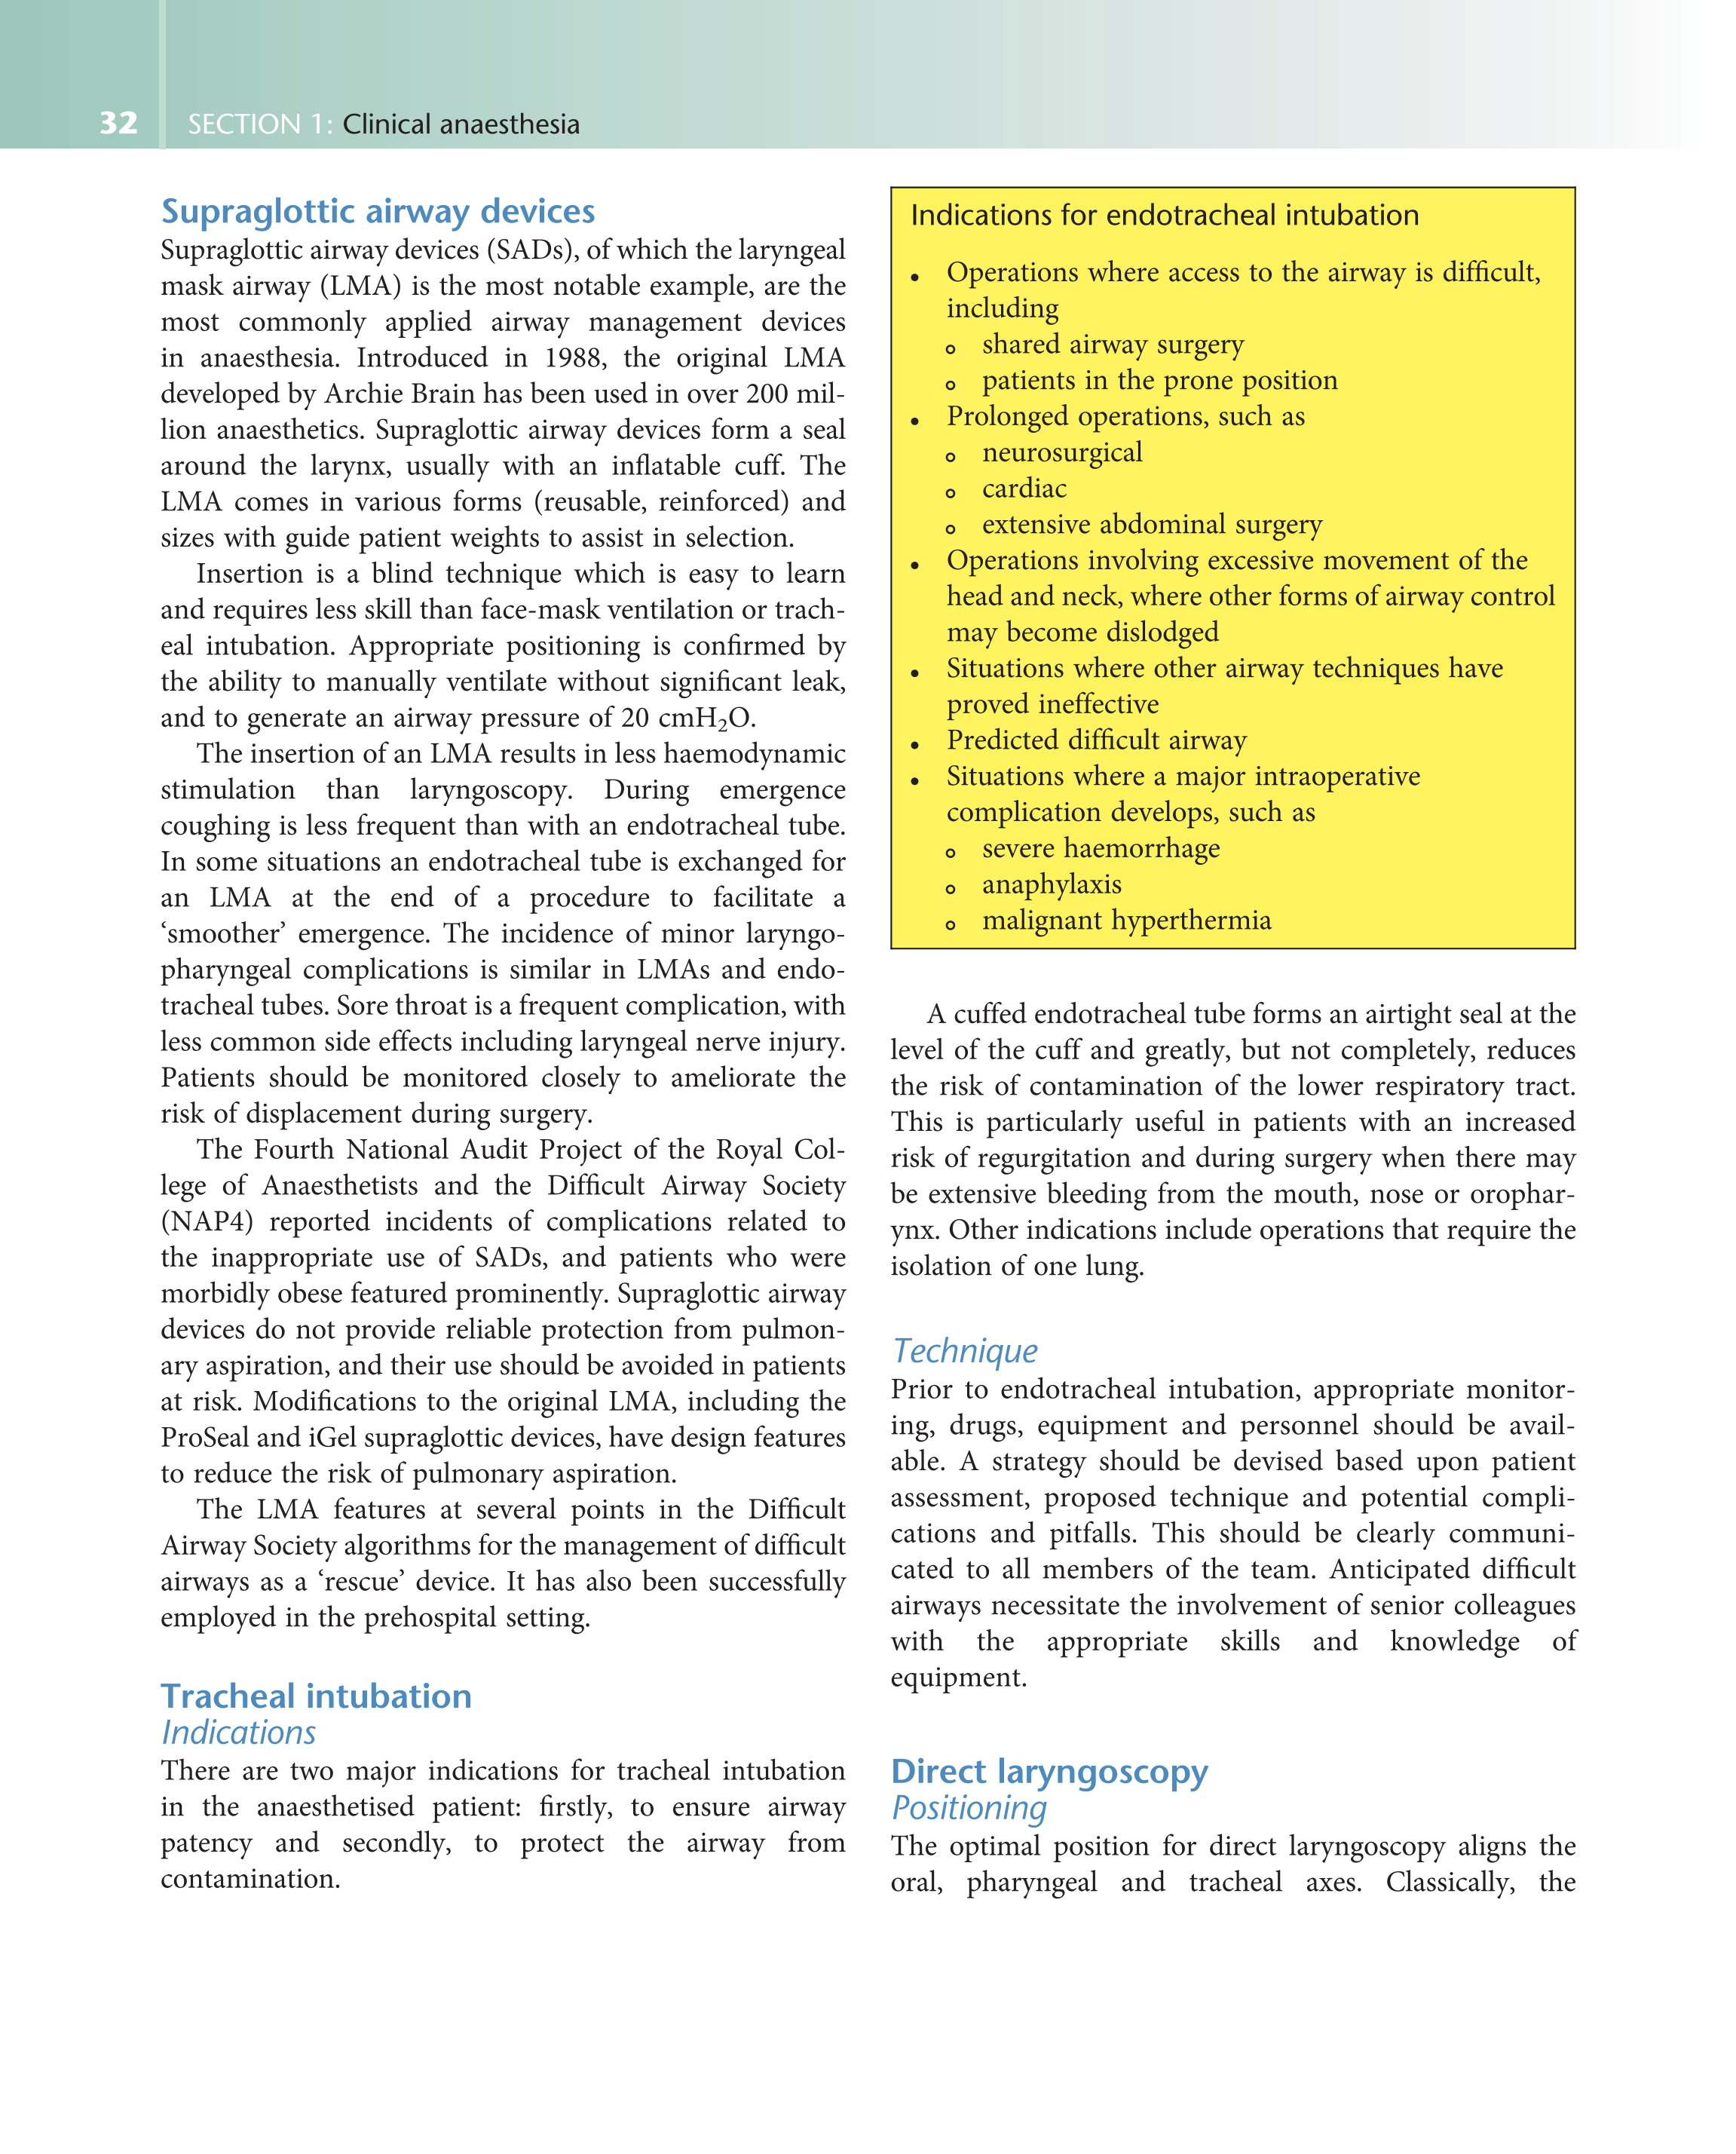 32
SECTION 1: Clinical anaesthesia
Supraglottic airway devices
Supraglottic airway devices (SADs), of which the laryngeal
mask airway (LMA) is the most notable example, are the
most commonly applied airway management devices
in anaesthesia. Introduced in 1988, the original LMA
developed by Archie Brain has been used in over 200 mil-
lion anaesthetics. Supraglottic airway devices form a seal
around the larynx, usually with an inflatable cuff. The
LMA comes in various forms (reusable, reinforced) and
sizes with guide patient weights to assist in selection.
Insertion is a blind technique which is easy to learn
and requires less skill than face-mask ventilation or trach-
eal intubation. Appropriate positioning is confirmed by
the ability to manually ventilate without significant leak,
and to generate an airway pressure of 20 cmH₂O.
The insertion of an LMA results in less haemodynamic
stimulation than laryngoscopy. During emergence
coughing is less frequent than with an endotracheal tube.
In some situations an endotracheal tube is exchanged for
an LMA at the end of a procedure to facilitate a
‘smoother’ emergence. The incidence of minor laryngo-
pharyngeal complications is similar in LMAs and endo-
tracheal tubes. Sore throat is a frequent complication, with
less common side effects including laryngeal nerve injury.
Patients should be monitored closely to ameliorate the
risk of displacement during surgery.
The Fourth National Audit Project of the Royal Col-
lege of Anaesthetists and the Difficult Airway Society
(NAP4) reported incidents of complications related to
the inappropriate use of SADs, and patients who were
morbidly obese featured prominently. Supraglottic airway
devices do not provide reliable protection from pulmon-
ary aspiration, and their use should be avoided in patients
at risk. Modifications to the original LMA, including the
ProSeal and iGel supraglottic devices, have design features
to reduce the risk of pulmonary aspiration.
The LMA features at several points in the Difficult
Airway Society algorithms for the management of difficult
airways as a ‘rescue’ device. It has also been successfully
employed in the prehospital setting.
Tracheal intubation
Indications
There are two major indications for tracheal intubation
in the anaesthetised patient: firstly, to ensure airway
patency and secondly, to protect the airway from
contamination.
Indications for endotracheal intubation
• Operations where access to the airway is difficult,
including
∘ shared airway surgery
∘ patients in the prone position
• Prolonged operations, such as
∘ neurosurgical
∘ cardiac
∘ extensive abdominal surgery
• Operations involving excessive movement of the
head and neck, where other forms of airway control
may become dislodged
• Situations where other airway techniques have
proved ineffective
• Predicted difficult airway
• Situations where a major intraoperative
complication develops, such as
∘ severe haemorrhage
∘ anaphylaxis
∘ malignant hyperthermia
A cuffed endotracheal tube forms an airtight seal at the
level of the cuff and greatly, but not completely, reduces
the risk of contamination of the lower respiratory tract.
This is particularly useful in patients with an increased
risk of regurgitation and during surgery when there may
be extensive bleeding from the mouth, nose or orophar-
ynx. Other indications include operations that require the
isolation of one lung.
Technique
Prior to endotracheal intubation, appropriate monitor-
ing, drugs, equipment and personnel should be avail-
able. A strategy should be devised based upon patient
assessment, proposed technique and potential compli-
cations and pitfalls. This should be clearly communi-
cated to all members of the team. Anticipated difficult
airways necessitate the involvement of senior colleagues
with the appropriate skills and knowledge of
equipment.
Direct laryngoscopy
Positioning
The optimal position for direct laryngoscopy aligns the
oral, pharyngeal and tracheal axes. Classically, the